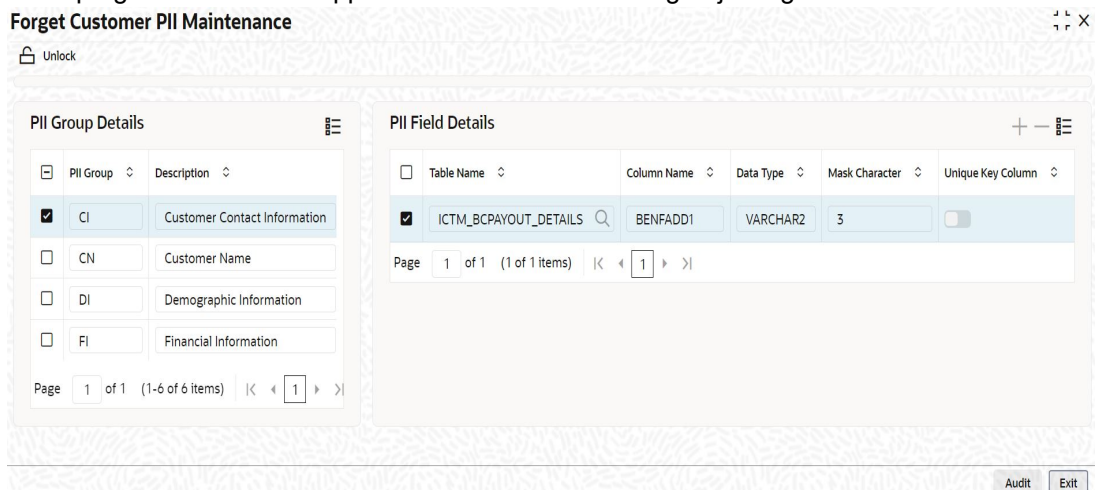 Forget Customer PII Maintenance
Unlock
PII Group Details
PII Group Description
CI Customer Contact Information
CN Customer Name
DI Demographic Information
FI Financial Information
Page 1 of 1 (1-6 of 6 items) 1
PII Field Details
Table Name Column Name Data Type Mask Character Unique Key Column
ICTM_BCPAYOUT_DETAILS BENFADD1 VARCHAR2 3
Page 1 of 1 (1 of 1 items) 1
Audit Exit